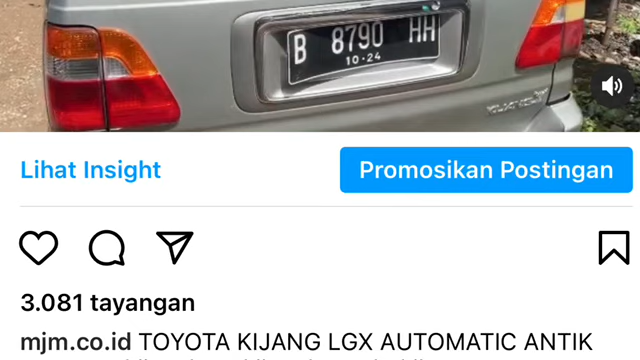 B 8790 HH
10·24
Lihat Insight
Promosikan Postingan
3.081 tayangan
mjm.co.id TOYOTA KIJANG LGX AUTOMATIC ANTIK